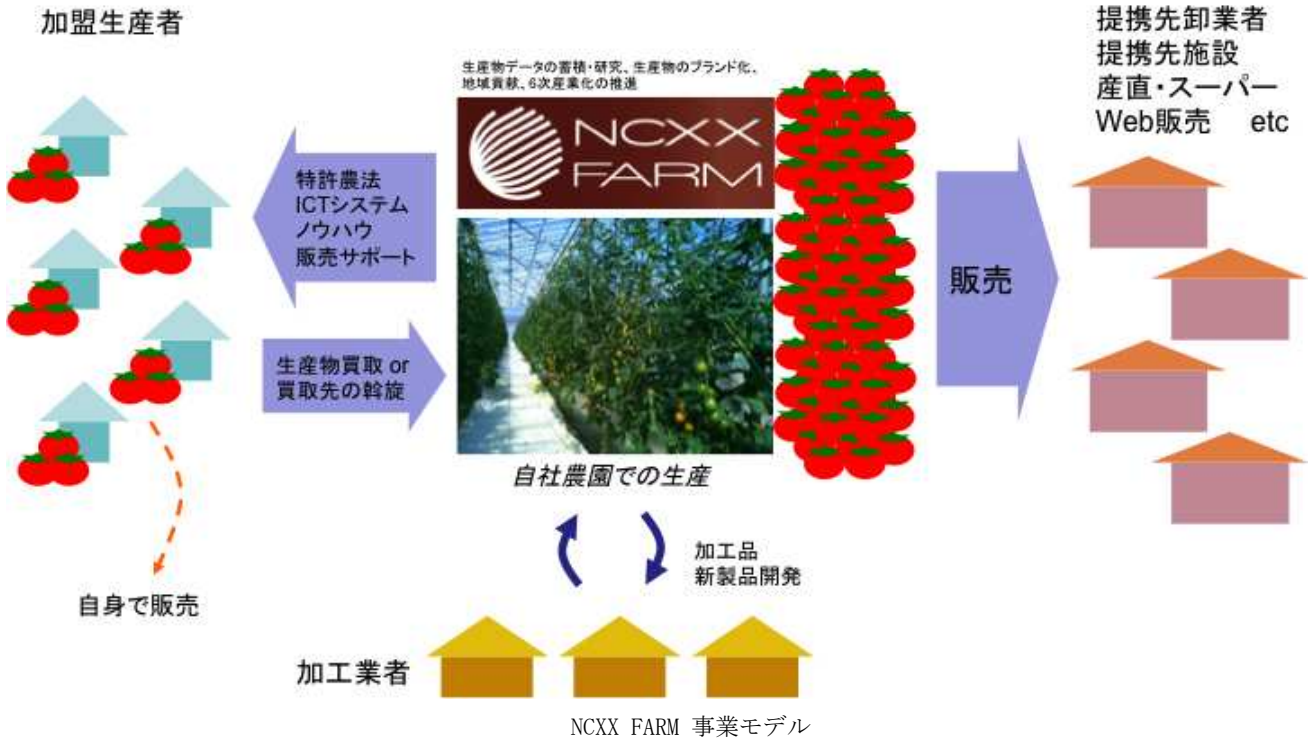 加盟生産者
生産物データの蓄積・研究、生産物のブランド化、
地域貢献、6次産業化の推進
NCXX
FARM
提携先卸業者
提携先施設
産直・スーパー
Web販売 etc
特許農法
ICTシステム
ノウハウ
販売サポート
生産物買取 or
買取先の斡旋
販売
自社農園での生産
加工品
新製品開発
自身で販売
加工業者
NCXX FARM 事業モデル